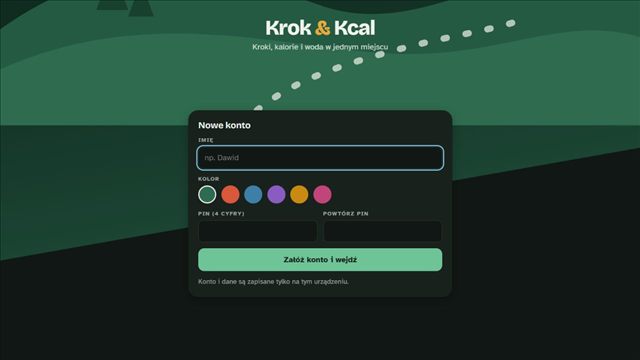 Krok & Kcal
Kroki, kalorie i woda w jednym miejscu
Nowe konto
IMIĘ
np. Dawid
KOLOR
PIN (4 CYFRY) POWTÓRZ PIN
Załóż konto i wejdź
Konto i dane są zapisane tylko na tym urządzeniu.